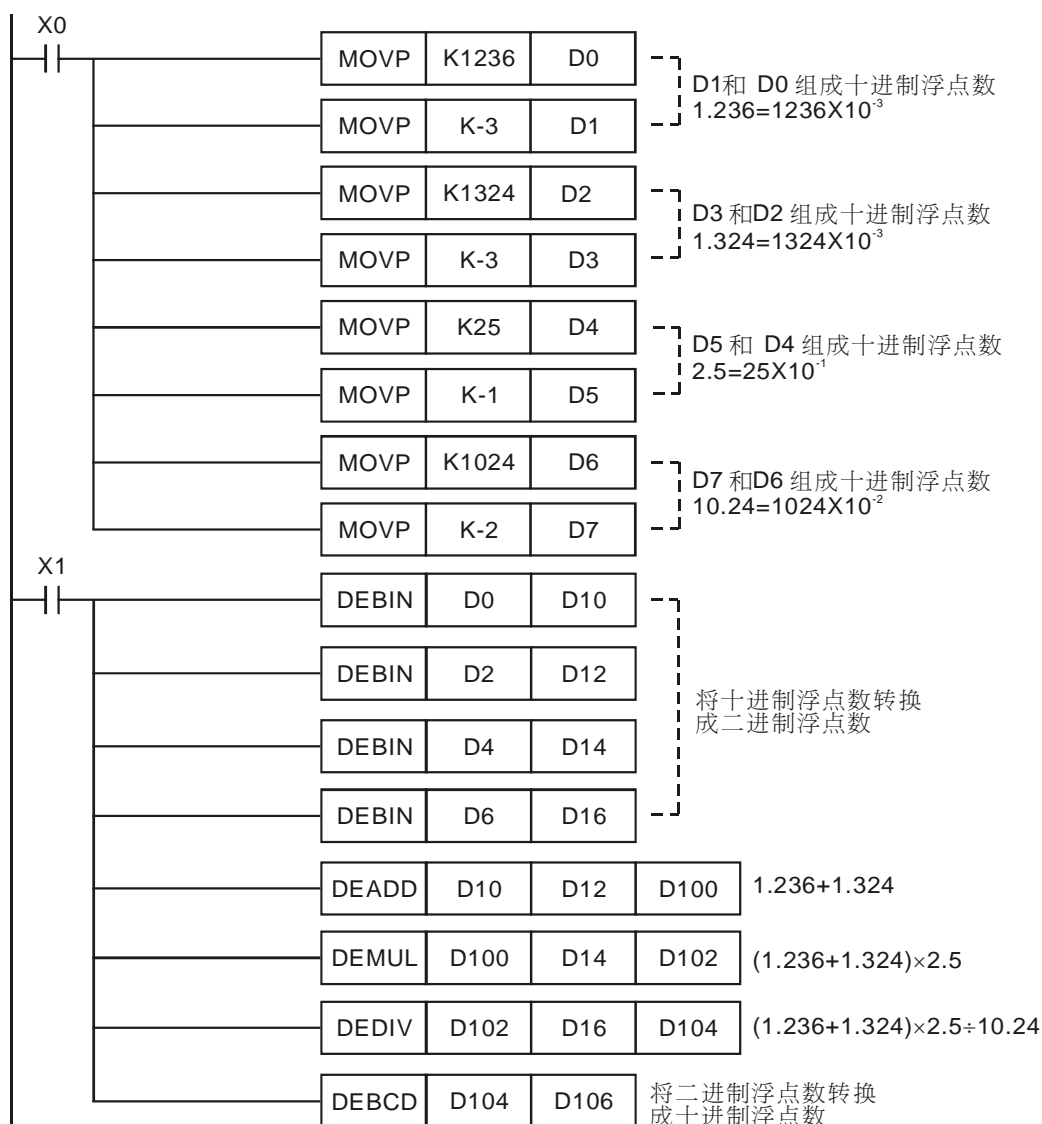 X0
MOVP K1236 D0
MOVP K-3 D1
D1和 D0 组成十进制浮点数
1.236=1236X10⁻³
MOVP K1324 D2
MOVP K-3 D3
D3 和D2 组成十进制浮点数
1.324=1324X10⁻³
MOVP K25 D4
MOVP K-1 D5
D5 和 D4 组成十进制浮点数
2.5=25X10⁻¹
MOVP K1024 D6
MOVP K-2 D7
D7 和D6 组成十进制浮点数
10.24=1024X10⁻²
X1
DEBIN D0 D10
DEBIN D2 D12
DEBIN D4 D14
DEBIN D6 D16
将十进制浮点数转换
成二进制浮点数
DEADD D10 D12 D100 1.236+1.324
DEMUL D100 D14 D102 (1.236+1.324)×2.5
DEDIV D102 D16 D104 (1.236+1.324)×2.5÷10.24
DEBCD D104 D106
将二进制浮点数转换
成十进制浮点数